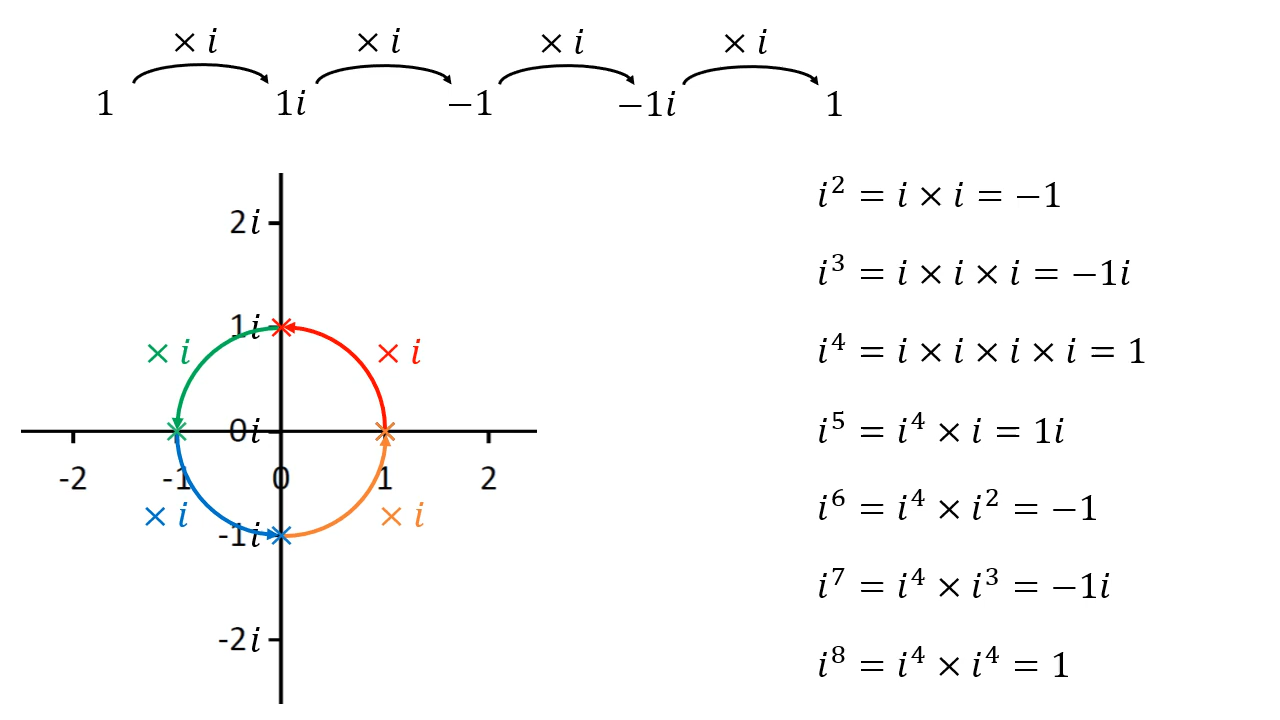 × i × i × i × i
1 1i −1 −1i 1
2i
1i
× i × i
0i
-2 -1 0 1 2
× i × i
-1i
-2i
i² = i × i = −1
i³ = i × i × i = −1i
i⁴ = i × i × i × i = 1
i⁵ = i⁴ × i = 1i
i⁶ = i⁴ × i² = −1
i⁷ = i⁴ × i³ = −1i
i⁸ = i⁴ × i⁴ = 1